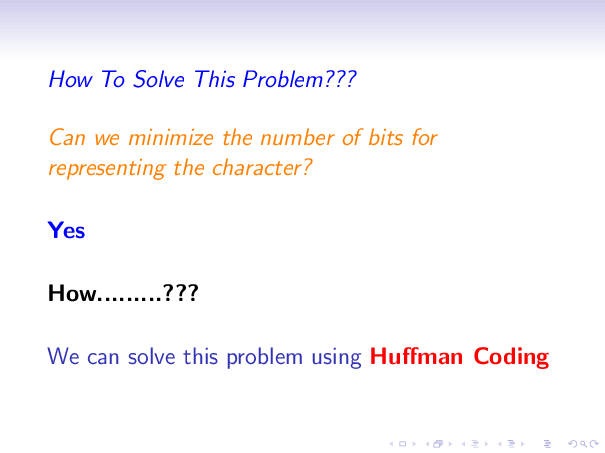 How To Solve This Problem???
Can we minimize the number of bits for
representing the character?
Yes
How.........???
We can solve this problem using Huffman Coding